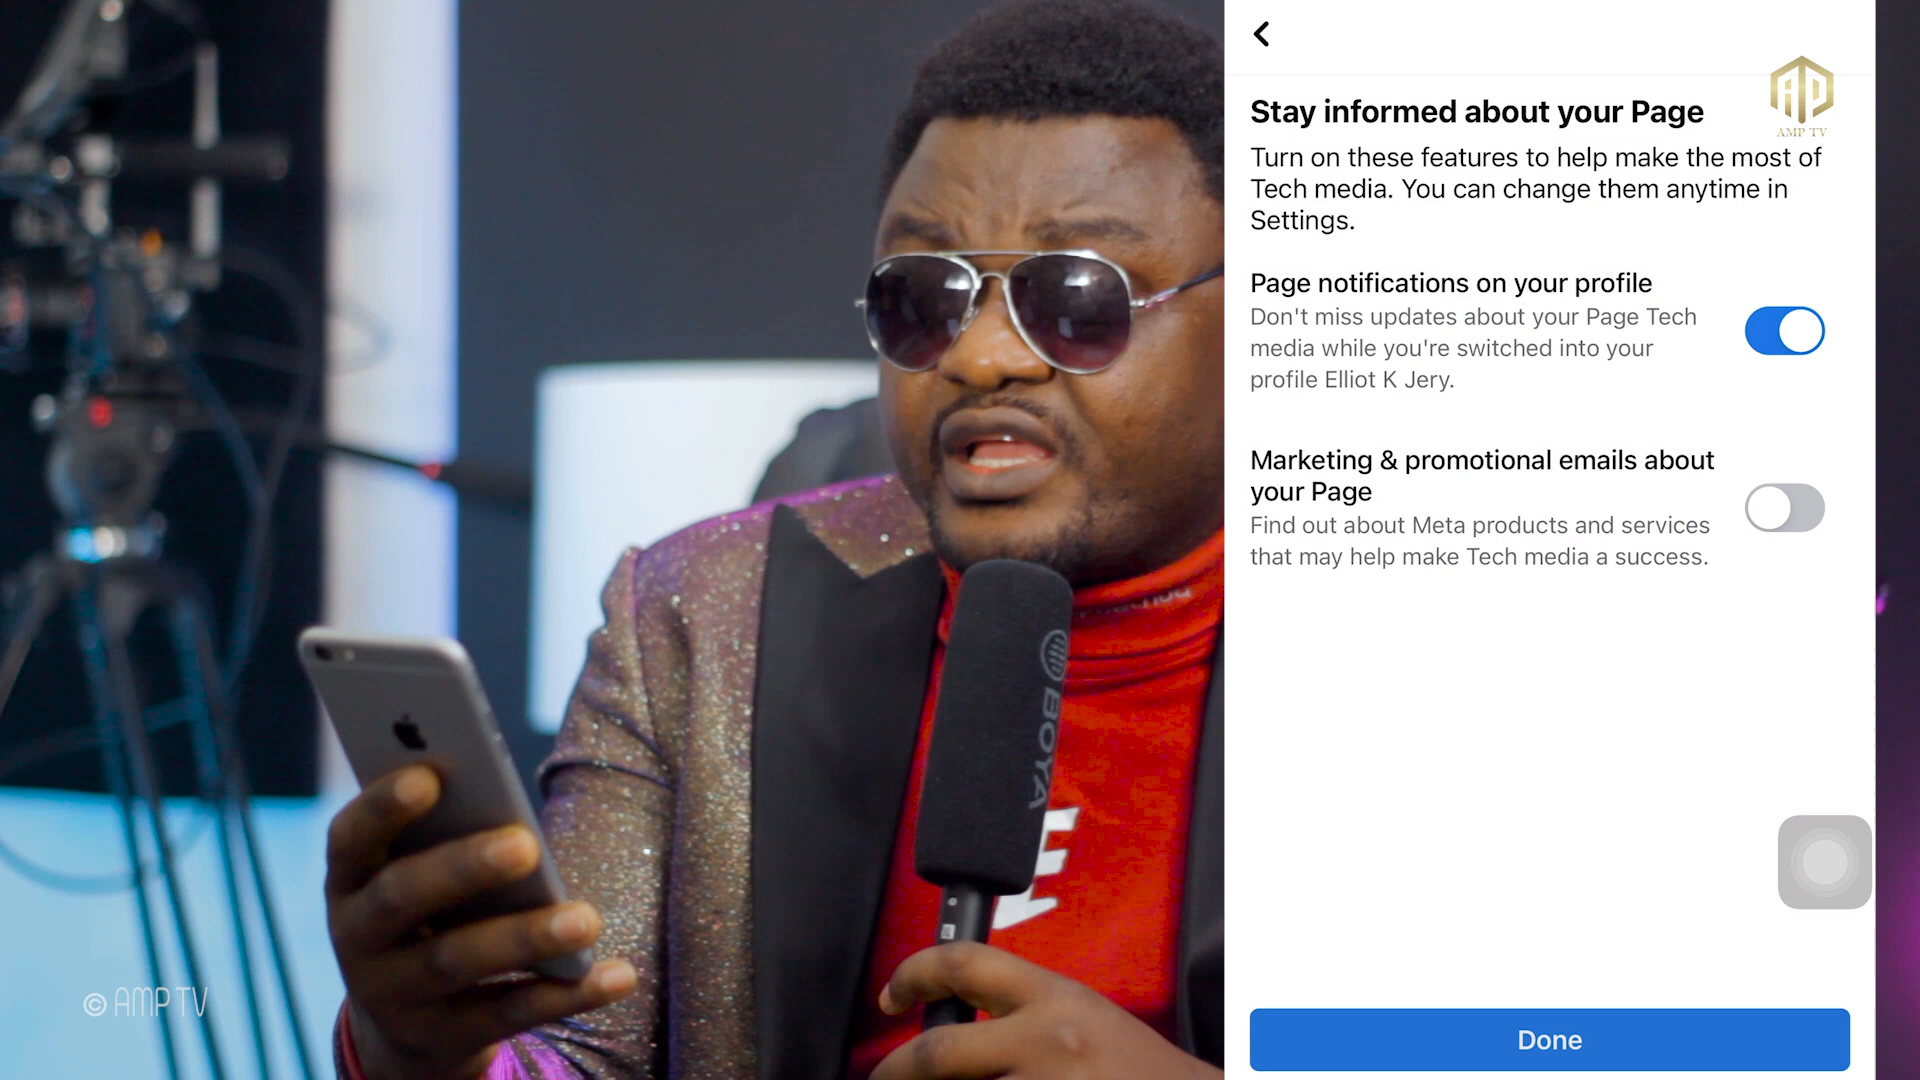 Stay informed about your Page
AMP TV
Turn on these features to help make the most of
Tech media. You can change them anytime in
Settings.
Page notifications on your profile
Don't miss updates about your Page Tech
media while you're switched into your
profile Elliot K Jery.
Marketing & promotional emails about
your Page
Find out about Meta products and services
that may help make Tech media a success.
Done
BOYA
© AMP TV